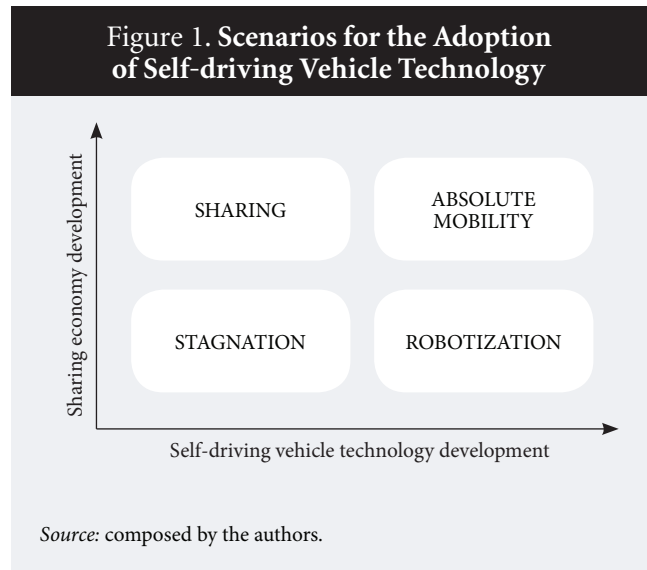 Figure 1. Scenarios for the Adoption
of Self-driving Vehicle Technology
Sharing economy development
SHARING
ABSOLUTE
MOBILITY
STAGNATION
ROBOTIZATION
Self-driving vehicle technology development
Source: composed by the authors.